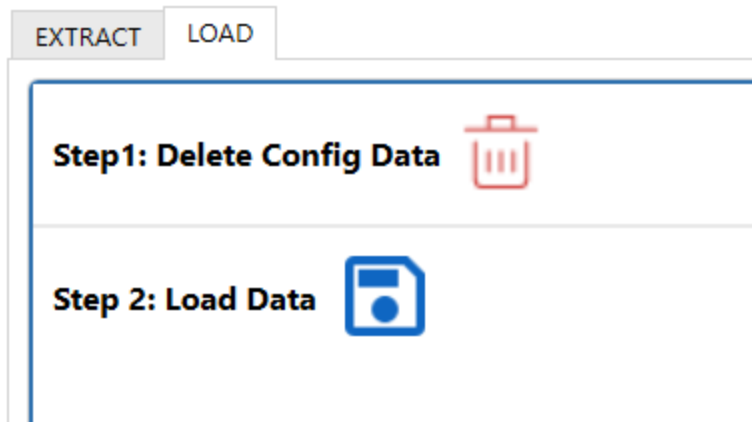 EXTRACT
LOAD
Step1: Delete Config Data
Step 2: Load Data